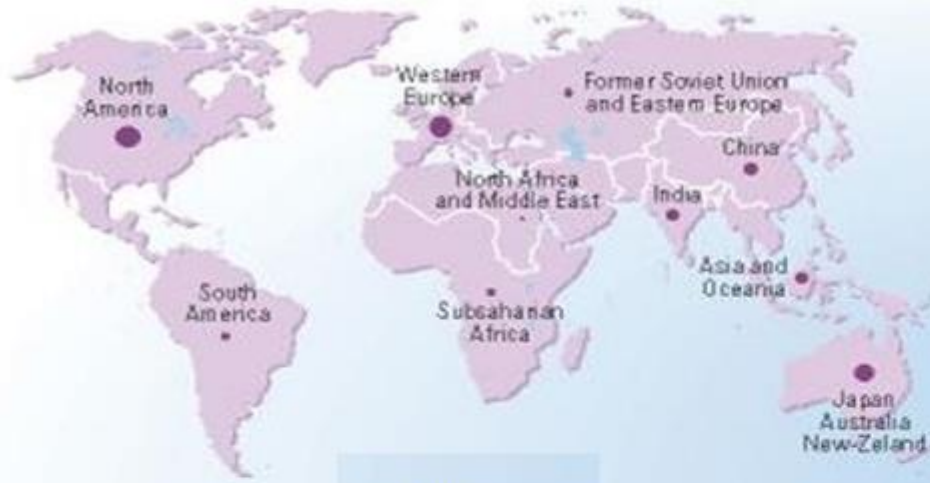 North
America
Western
Europe
Former Soviet Union
and Eastern Europe
China
North Africa
and Middle East
India
Asia and
Oceania
South
America
Subsaharian
Africa
Japan
Australia
New-Zeland